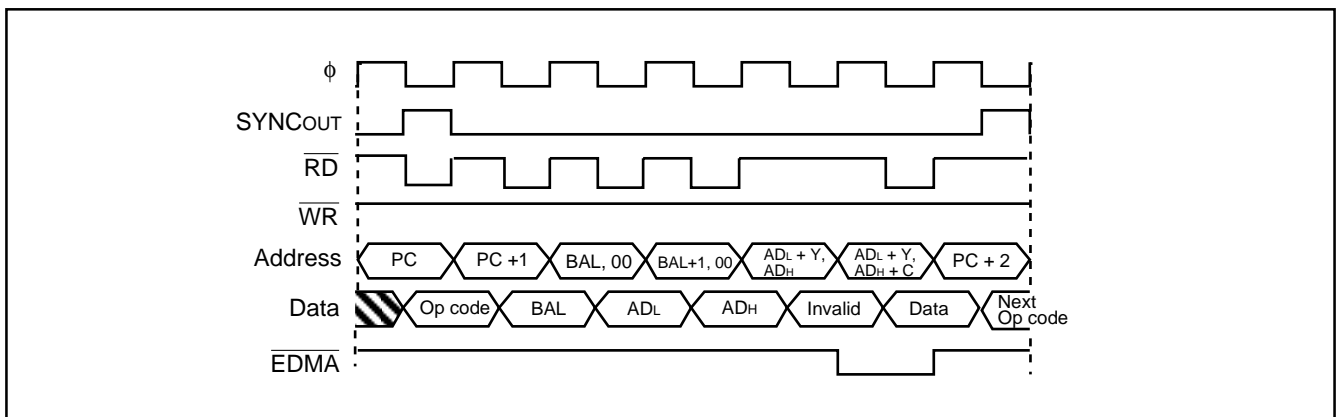 ϕ
SYNCOUT
RD
WR
Address PC PC +1 BAL, 00 BAL+1, 00 ADL + Y, ADH ADL + Y, ADH + C PC + 2
Data Op code BAL ADL ADH Invalid Data Next Op code
EDMA